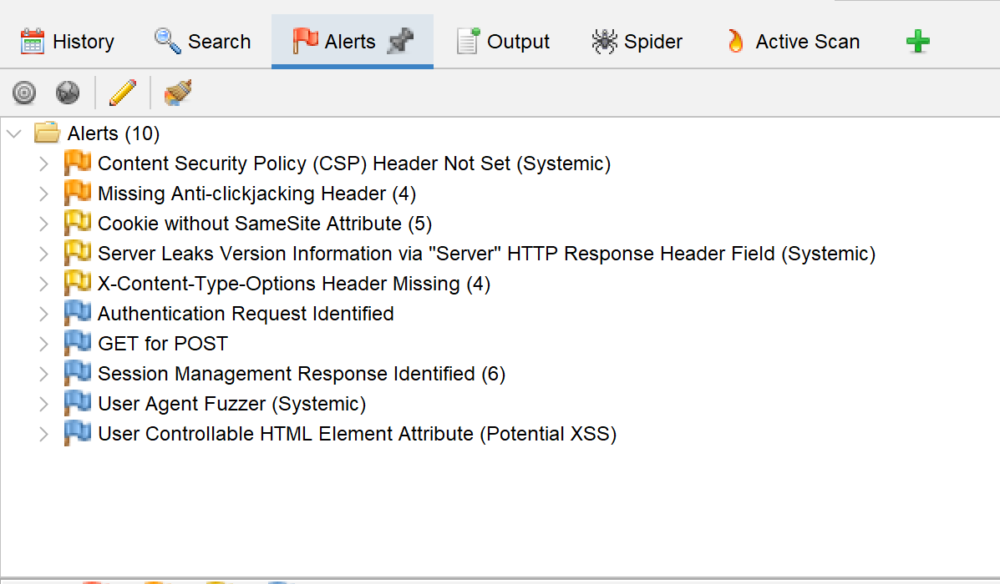 History Search Alerts Output Spider Active Scan
Alerts (10)
Content Security Policy (CSP) Header Not Set (Systemic)
Missing Anti-clickjacking Header (4)
Cookie without SameSite Attribute (5)
Server Leaks Version Information via "Server" HTTP Response Header Field (Systemic)
X-Content-Type-Options Header Missing (4)
Authentication Request Identified
GET for POST
Session Management Response Identified (6)
User Agent Fuzzer (Systemic)
User Controllable HTML Element Attribute (Potential XSS)